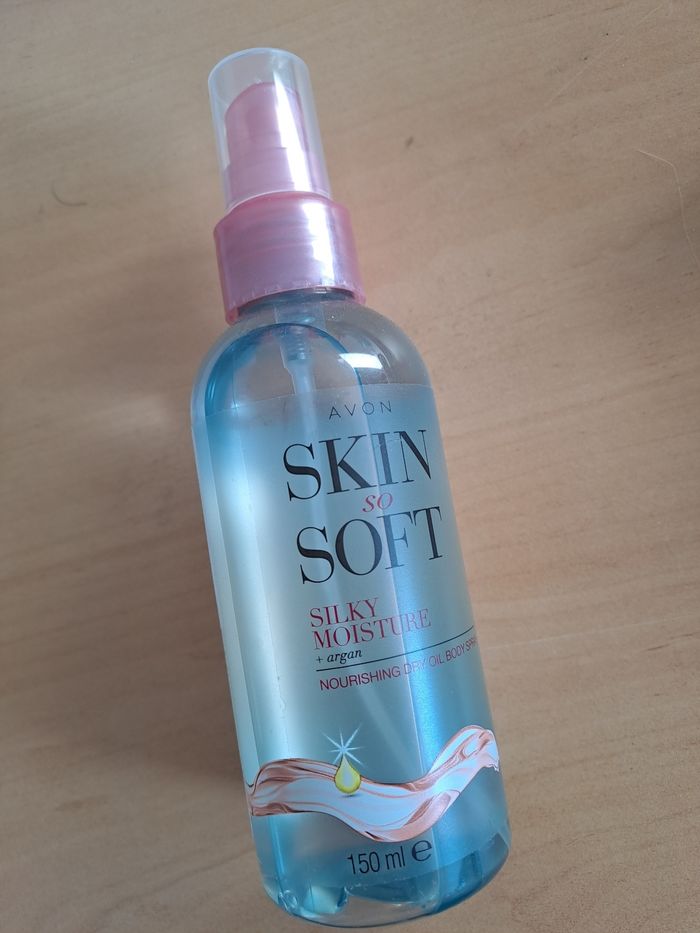 AVON
SKIN
so
SOFT
SILKY
MOISTURE
+ argan
NOURISHING DRY OIL BODY SPRAY
150 ml e